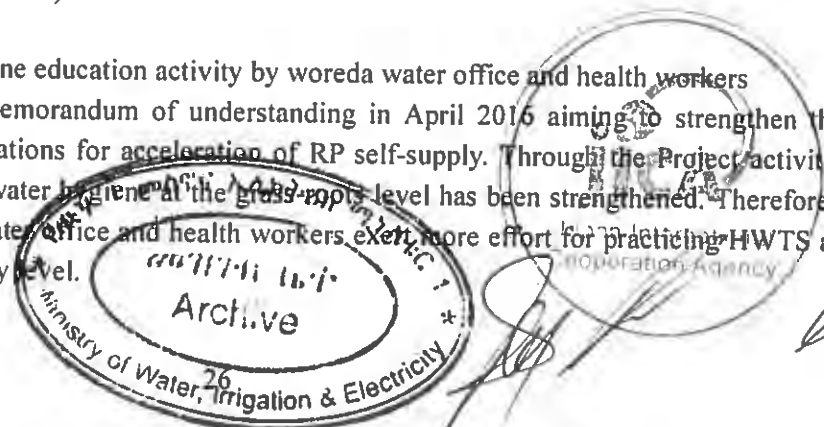 ne education activity by woreda water office and health workers
emorandum of understanding in April 2016 aiming to strengthen th
ations for acceleration of RP self-supply. Through the Project activit
water hygiene at the grass-roots level has been strengthened. Therefore
ter office and health workers exert more effort for practicing HWTS a
y level.
Archive
Ministry of Water, Irrigation & Electricity
26
Cooperation Agency